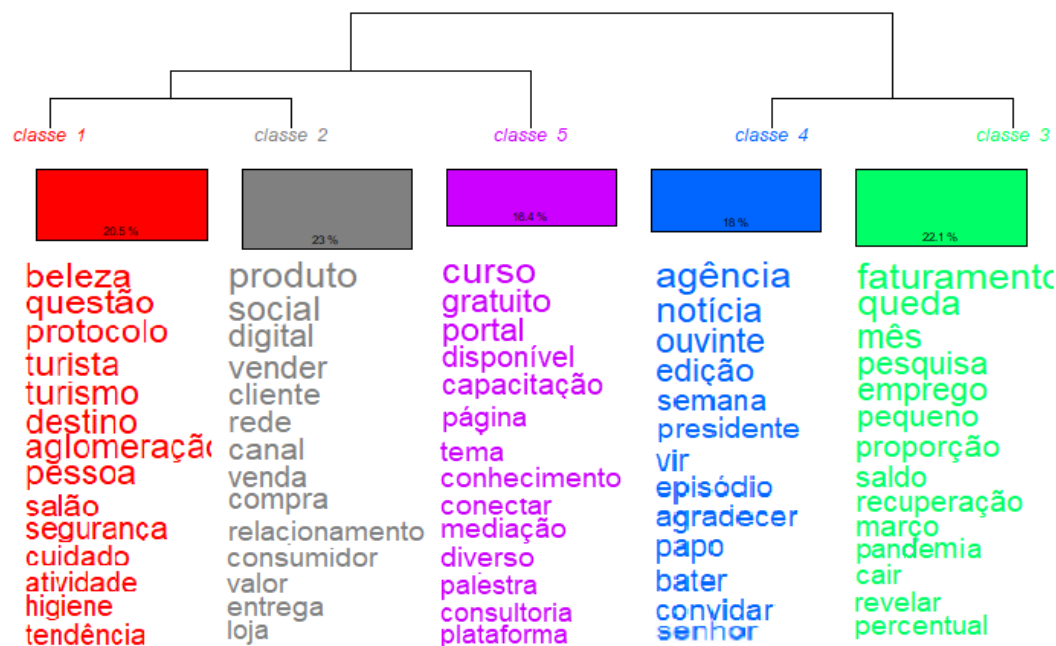 classe 1
classe 2
classe 5
classe 4
classe 3
20.5 %
23 %
16.4 %
18 %
22.1 %
beleza
questão
protocolo
turista
turismo
destino
aglomeração
pessoa
salão
segurança
cuidado
atividade
higiene
tendência
produto
social
digital
vender
cliente
rede
canal
venda
compra
relacionamento
consumidor
valor
entrega
loja
curso
gratuito
portal
disponível
capacitação
página
tema
conhecimento
conectar
mediação
diverso
palestra
consultoria
plataforma
agência
notícia
ouvinte
edição
semana
presidente
vir
episódio
agradecer
papo
bater
convidar
senhor
faturamento
queda
mês
pesquisa
emprego
pequeno
proporção
saldo
recuperação
março
pandemia
cair
revelar
percentual